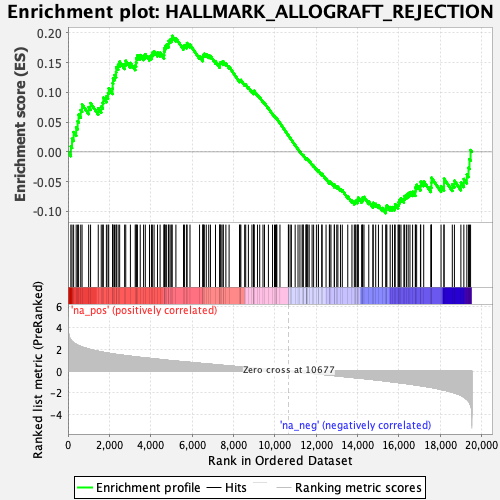 Enrichment plot: HALLMARK_ALLOGRAFT_REJECTION
Enrichment score (ES)
0.20
0.15
0.10
0.05
0.00
-0.05
-0.10
'na_pos' (positively correlated)
Ranked list metric (PreRanked)
6
4
2
0
-2
-4
Zero cross at 10677
'na_neg' (negatively correlated)
0
2,000
4,000
6,000
8,000
10,000
12,000
14,000
16,000
18,000
20,000
Rank in Ordered Dataset
Enrichment profile
Hits
Ranking metric scores